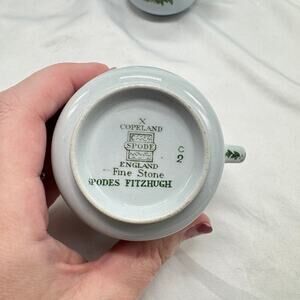 X
COPELAND
SPODE
ENGLAND
Fine Stone
SPODES FITZHUGH
C
2